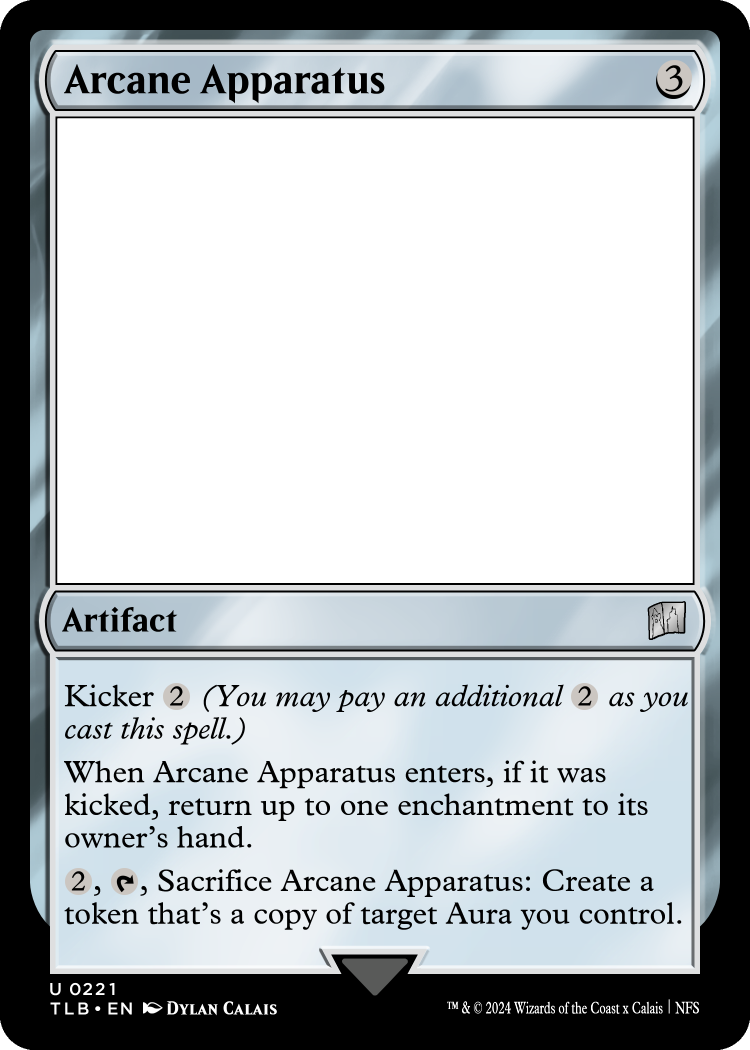 Arcane Apparatus 3
Artifact
Kicker 2 (You may pay an additional 2 as you
cast this spell.)
When Arcane Apparatus enters, if it was
kicked, return up to one enchantment to its
owner's hand.
2, , Sacrifice Arcane Apparatus: Create a
token that's a copy of target Aura you control.
U 0221
TLB • EN Dylan Calais
™ & © 2024 Wizards of the Coast x Calais | NFS